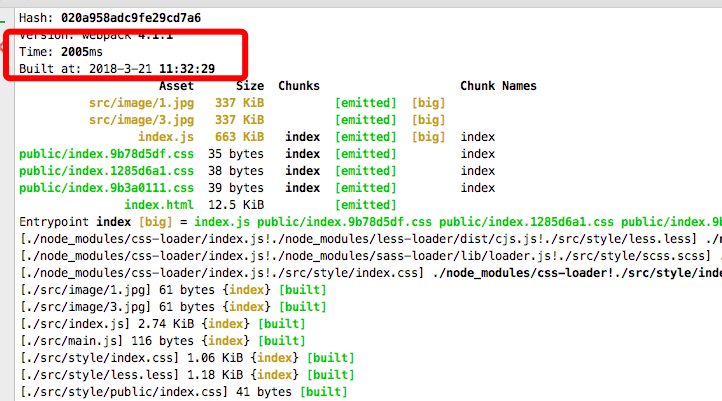 Hash: 020a958adc9fe29cd7a6
Version: webpack 4.1.1
Time: 2005ms
Built at: 2018-3-21 11:32:29
Asset Size Chunks Chunk Names
src/image/1.jpg 337 KiB [emitted] [big]
src/image/3.jpg 337 KiB [emitted] [big]
index.js 663 KiB index [emitted] [big] index
public/index.9b78d5df.css 35 bytes index [emitted] index
public/index.1285d6a1.css 38 bytes index [emitted] index
public/index.9b3a0111.css 39 bytes index [emitted] index
index.html 12.5 KiB [emitted]
Entrypoint index [big] = index.js public/index.9b78d5df.css public/index.1285d6a1.css public/index.9b
[./node_modules/css-loader/index.js!./node_modules/less-loader/dist/cjs.js!./src/style/less.less] ./n
[./node_modules/css-loader/index.js!./node_modules/sass-loader/lib/loader.js!./src/style/scss.scss] .
[./node_modules/css-loader/index.js!./src/style/index.css] ./node_modules/css-loader!./src/style/inde
[./src/image/1.jpg] 61 bytes {index} [built]
[./src/image/3.jpg] 61 bytes {index} [built]
[./src/index.js] 2.74 KiB {index} [built]
[./src/main.js] 116 bytes {index} [built]
[./src/style/index.css] 1.06 KiB {index} [built]
[./src/style/less.less] 1.18 KiB {index} [built]
[./src/style/public/index.css] 41 bytes [built]